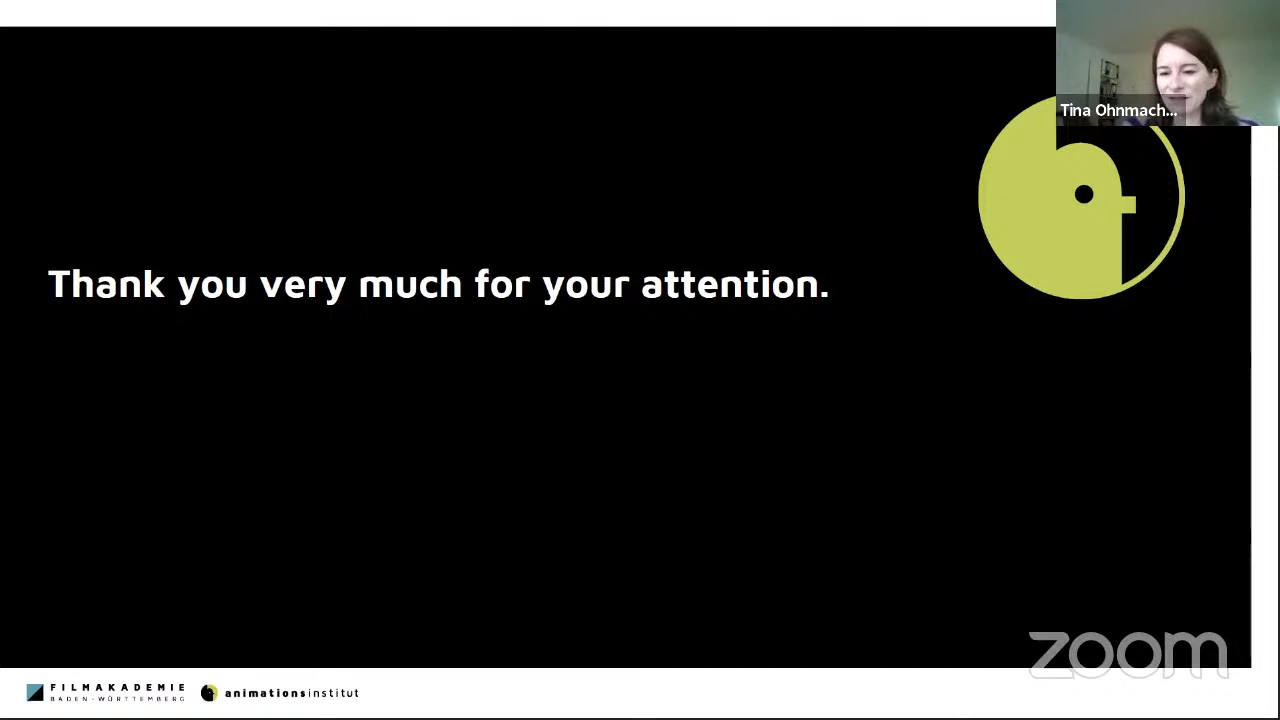 Tina Ohnmach...
Thank you very much for your attention.
zoom
FILMAKADEMIE
BADEN-WÜRTTEMBERG
animationsinstitut